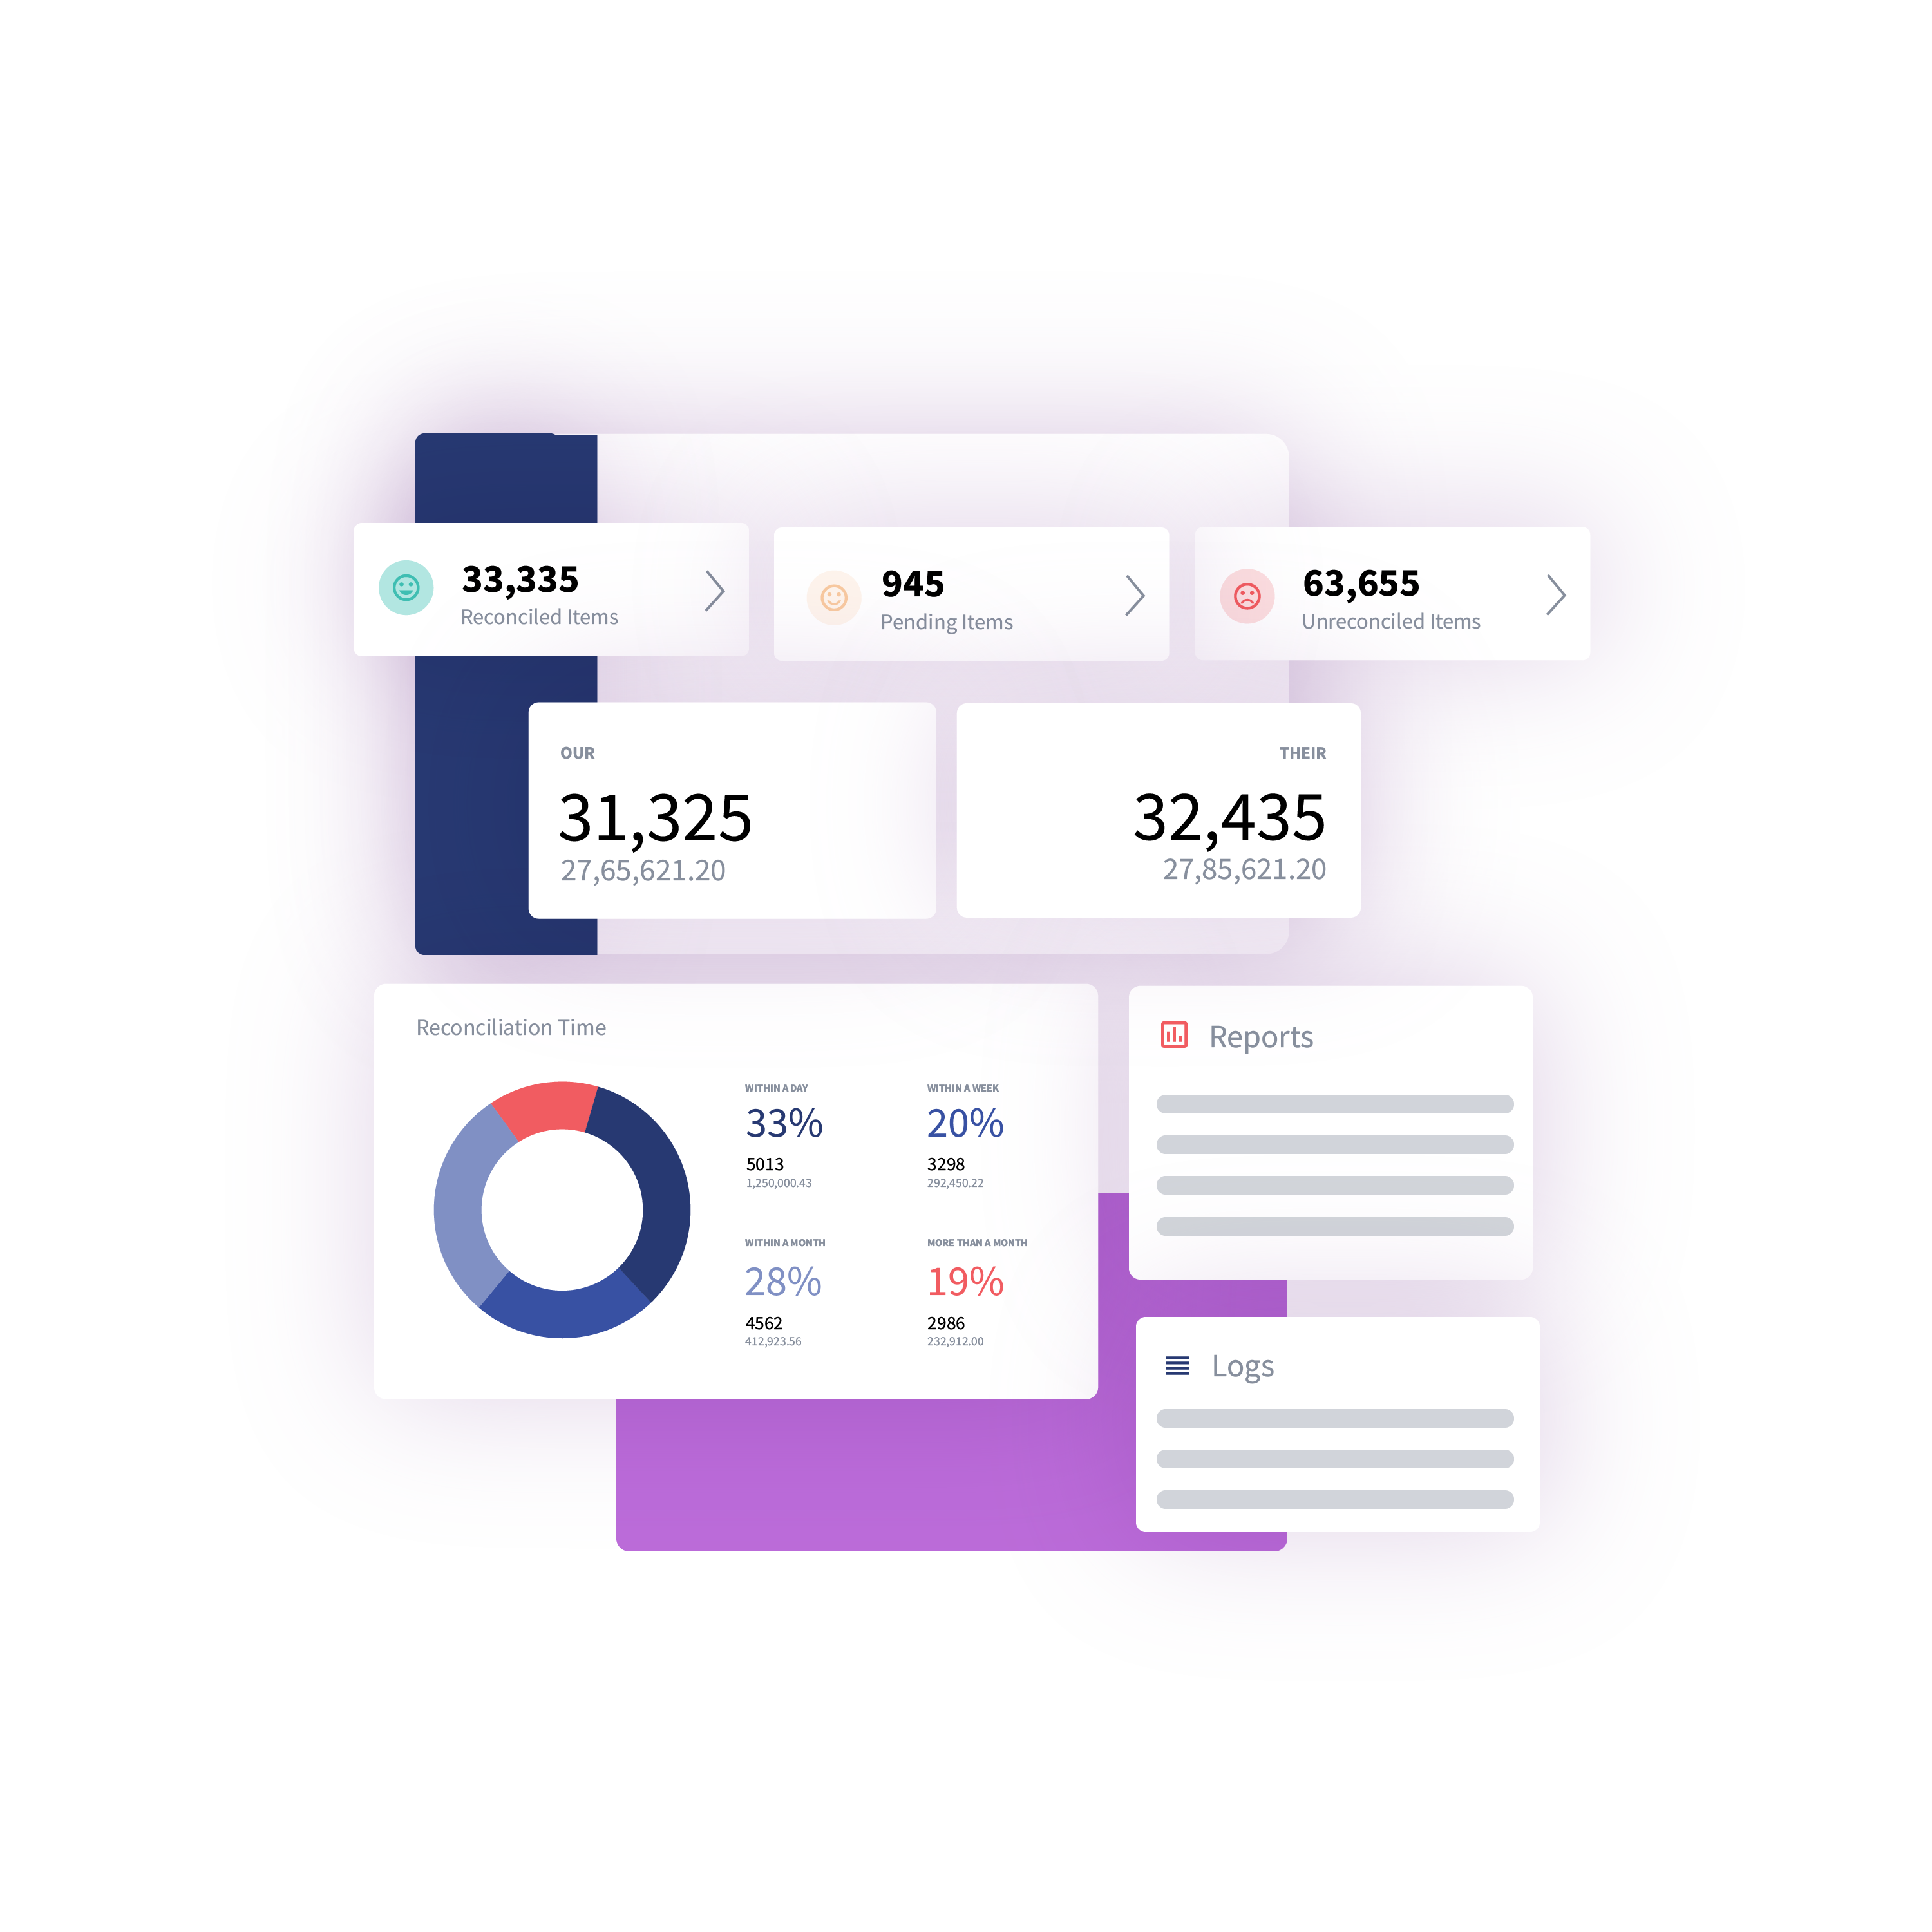 33,335
Reconciled Items
945
Pending Items
63,655
Unreconciled Items
OUR
31,325
27,65,621.20
THEIR
32,435
27,85,621.20
Reconciliation Time
WITHIN A DAY
33%
5013
1,250,000.43
WITHIN A WEEK
20%
3298
292,450.22
WITHIN A MONTH
28%
4562
412,923.56
MORE THAN A MONTH
19%
2986
232,912.00
Reports
Logs